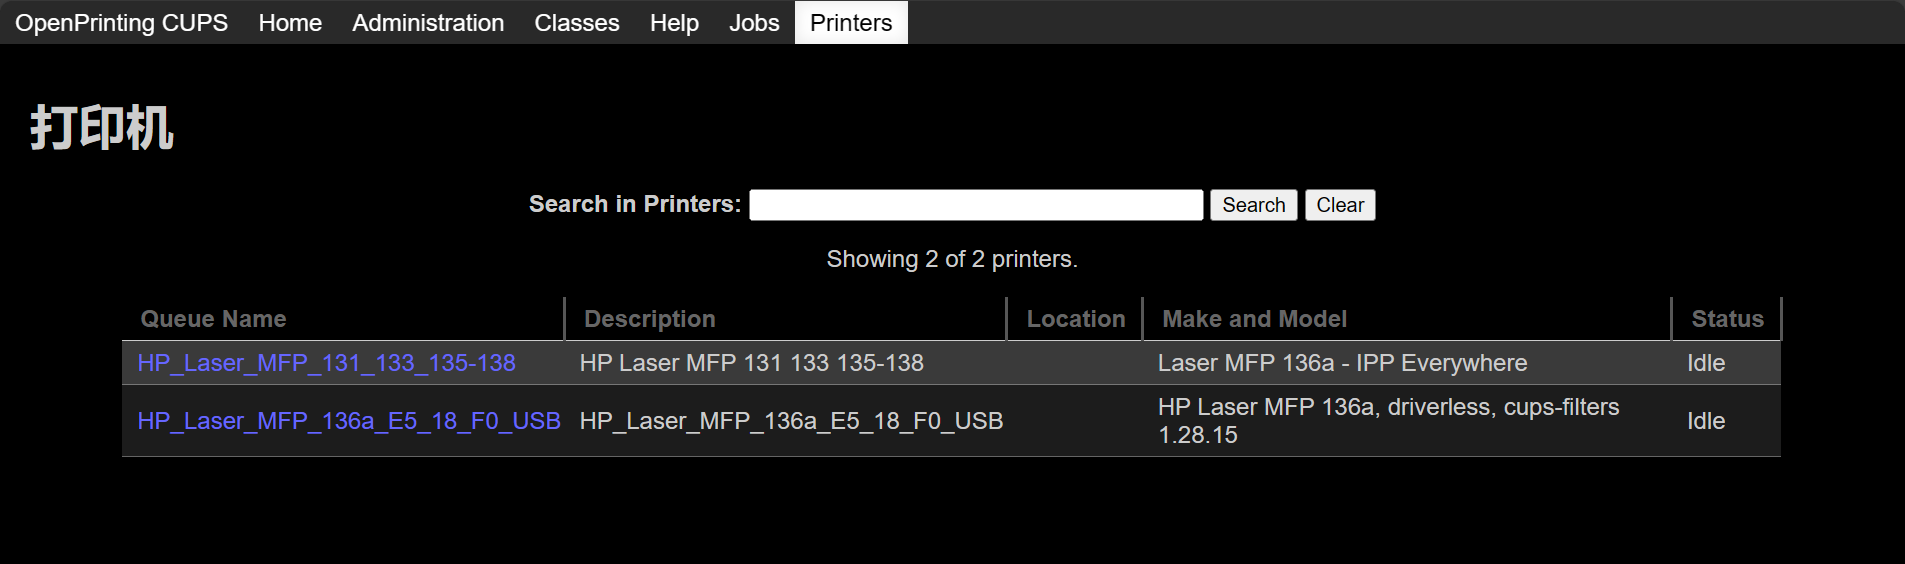 OpenPrinting CUPS Home Administration Classes Help Jobs Printers
打印机
Search in Printers: Search Clear
Showing 2 of 2 printers.
Queue Name Description Location Make and Model Status
HP_Laser_MFP_131_133_135-138 HP Laser MFP 131 133 135-138 Laser MFP 136a - IPP Everywhere Idle
HP_Laser_MFP_136a_E5_18_F0_USB HP_Laser_MFP_136a_E5_18_F0_USB HP Laser MFP 136a, driverless, cups-filters Idle
1.28.15